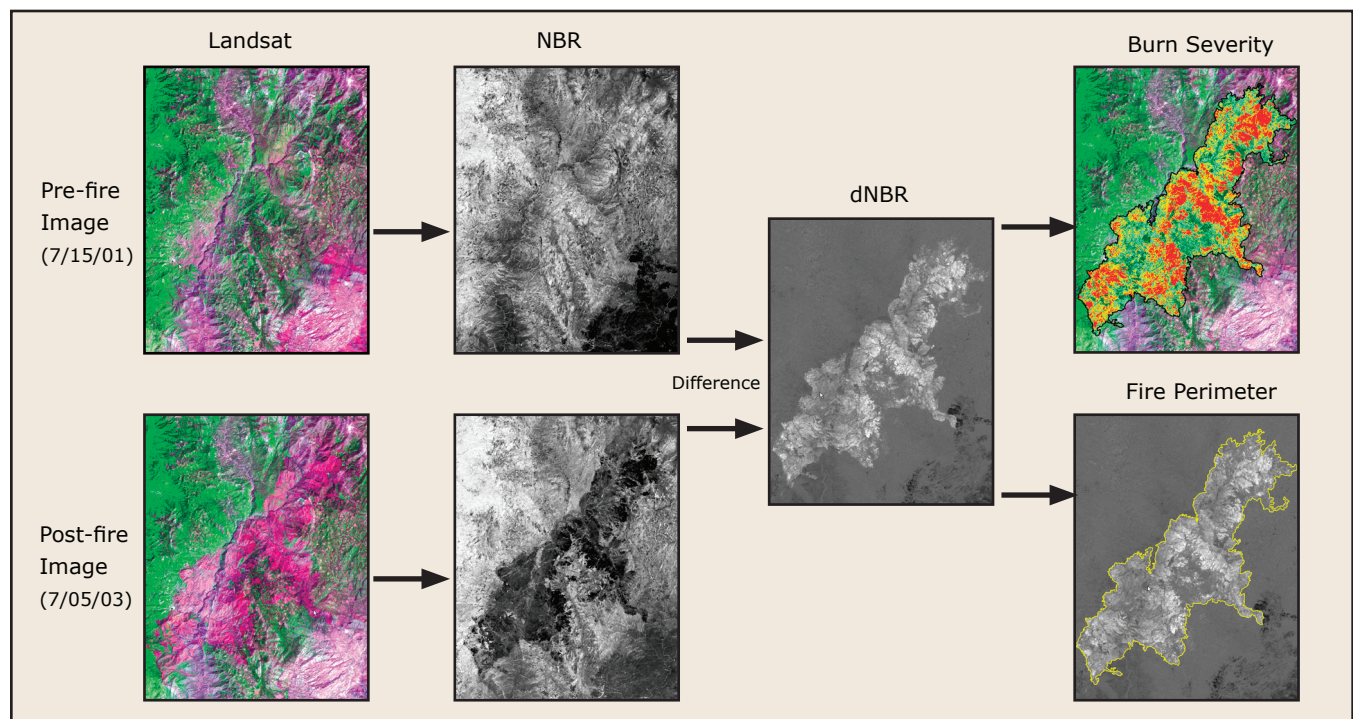 Landsat
NBR
Burn Severity
Pre-fire
Image
(7/15/01)
dNBR
Difference
Fire Perimeter
Post-fire
Image
(7/05/03)